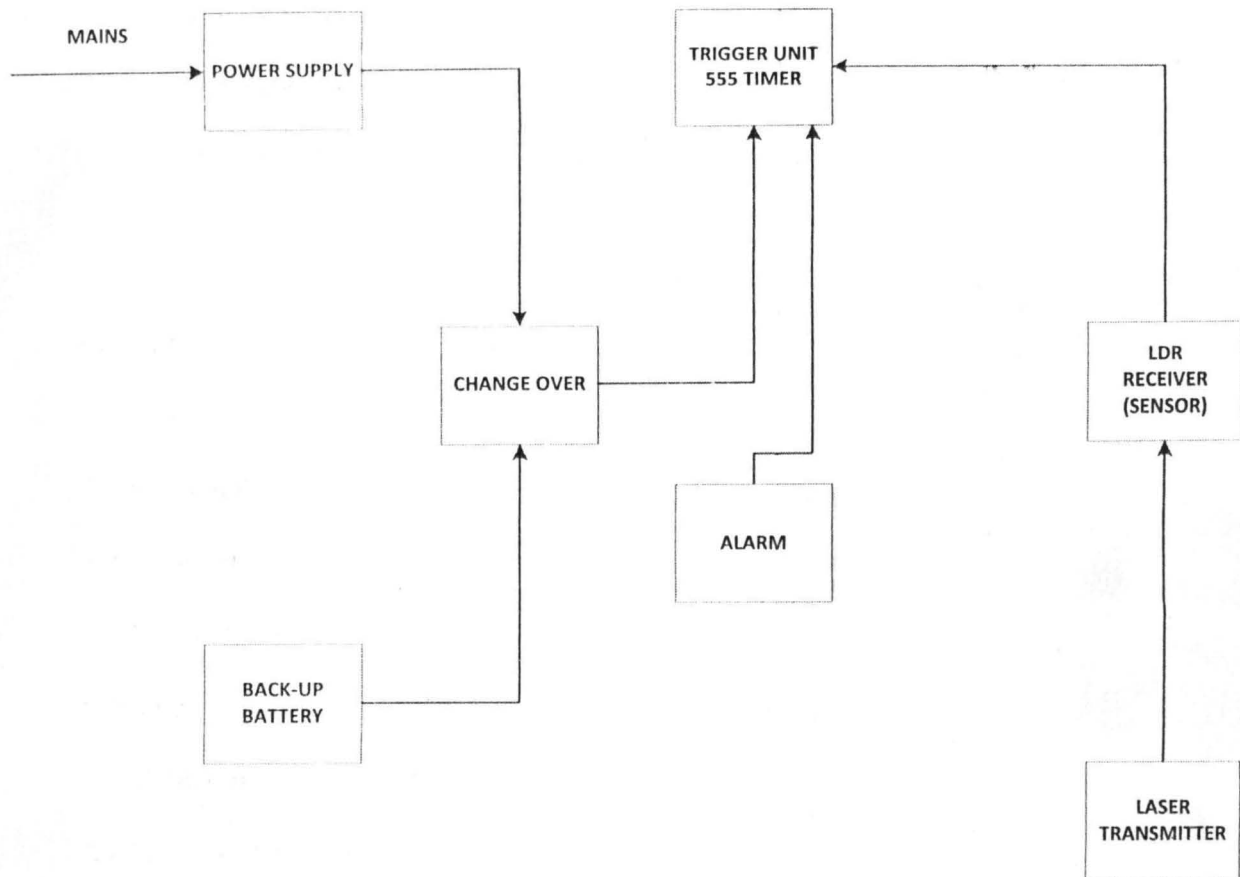 MAINS
POWER SUPPLY
TRIGGER UNIT
555 TIMER
CHANGE OVER
LDR
RECEIVER
(SENSOR)
ALARM
BACK-UP
BATTERY
LASER
TRANSMITTER